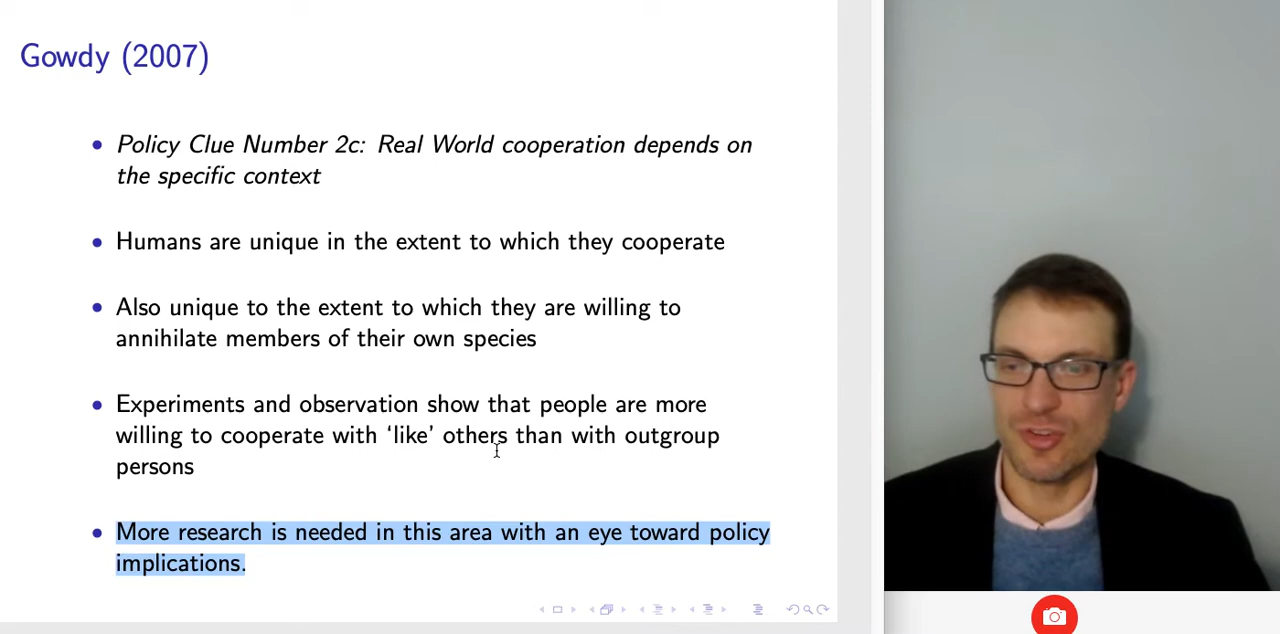 Gowdy (2007)
Policy Clue Number 2c: Real World cooperation depends on
the specific context
Humans are unique in the extent to which they cooperate
Also unique to the extent to which they are willing to
annihilate members of their own species
Experiments and observation show that people are more
willing to cooperate with ‘like’ others than with outgroup
persons
More research is needed in this area with an eye toward policy
implications.